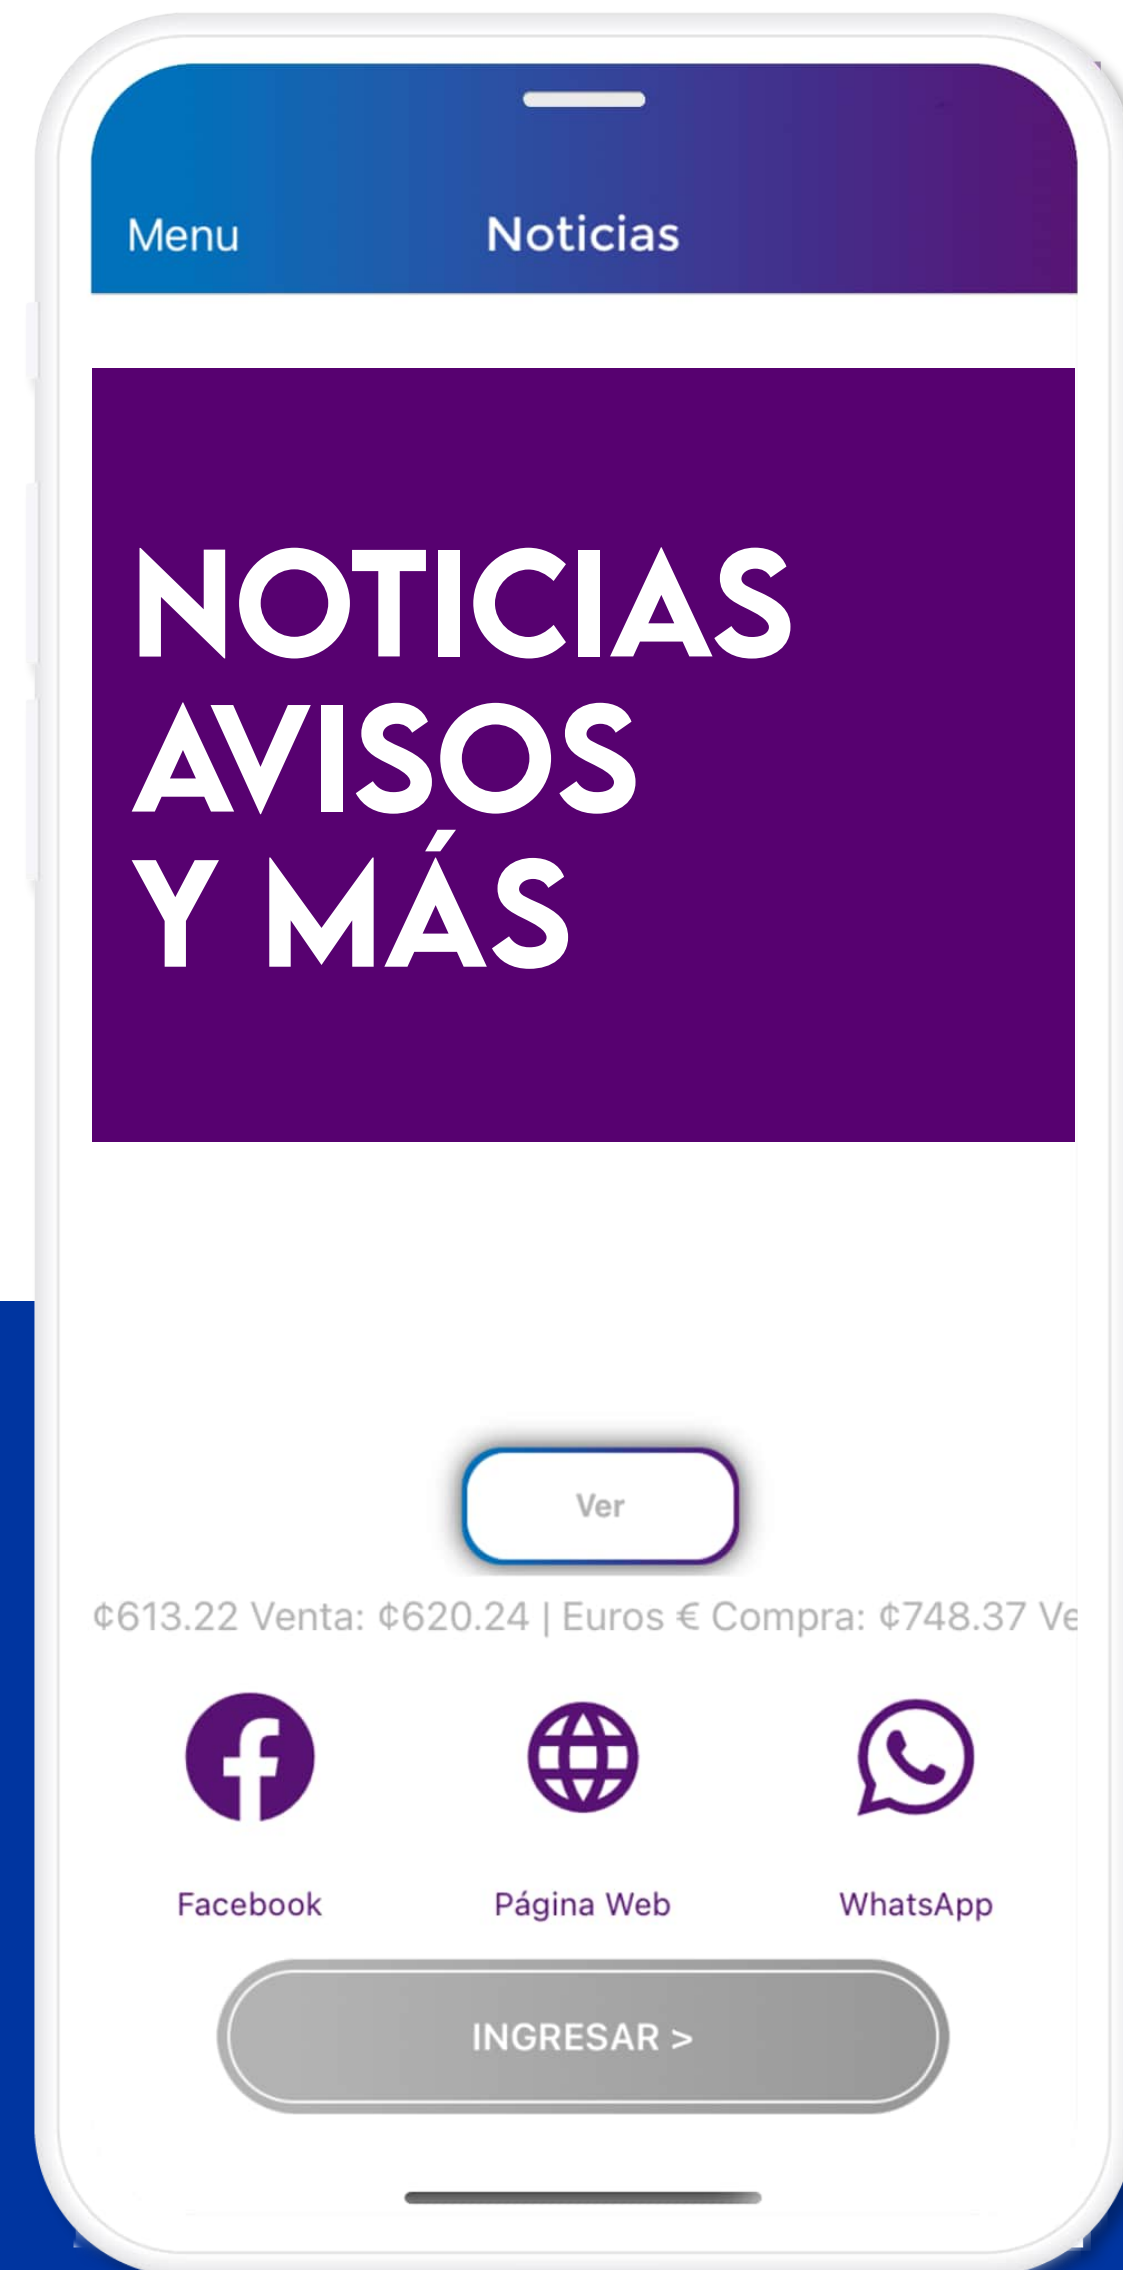 Menu
Noticias
NOTICIAS
AVISOS
Y MÁS
Ver
¢613.22 Venta: ¢620.24 | Euros € Compra: ¢748.37 Ve
Facebook
Página Web
WhatsApp
INGRESAR >